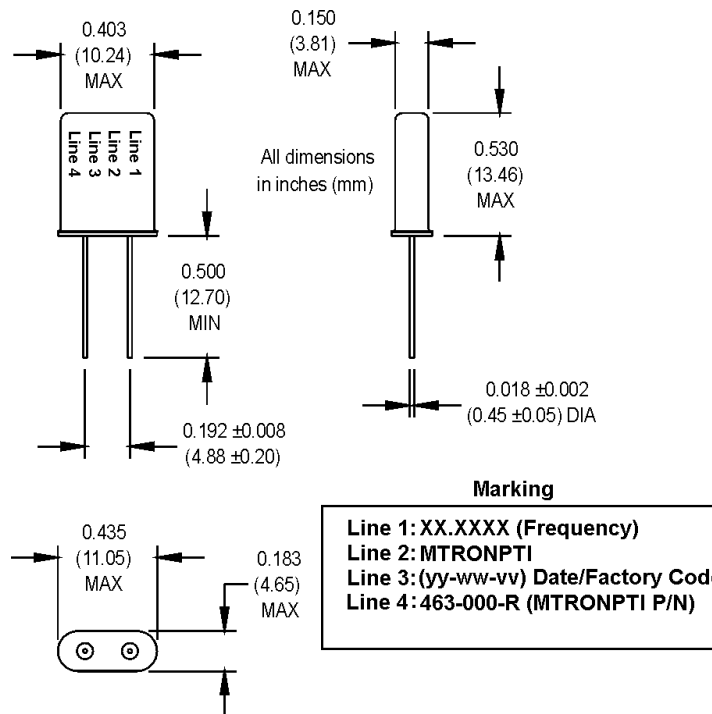 0.403
(10.24)
MAX
0.150
(3.81)
MAX
Line 1
Line 2
Line 3
Line 4
All dimensions
in inches (mm)
0.530
(13.46)
MAX
0.500
(12.70)
MIN
0.018 ±0.002
(0.45 ±0.05) DIA
0.192 ±0.008
(4.88 ±0.20)
0.435
(11.05)
MAX
0.183
(4.65)
MAX
Marking
Line 1: XX.XXXX (Frequency)
Line 2: MTRONPTI
Line 3: (yy-ww-vv) Date/Factory Code
Line 4: 463-000-R (MTRONPTI P/N)